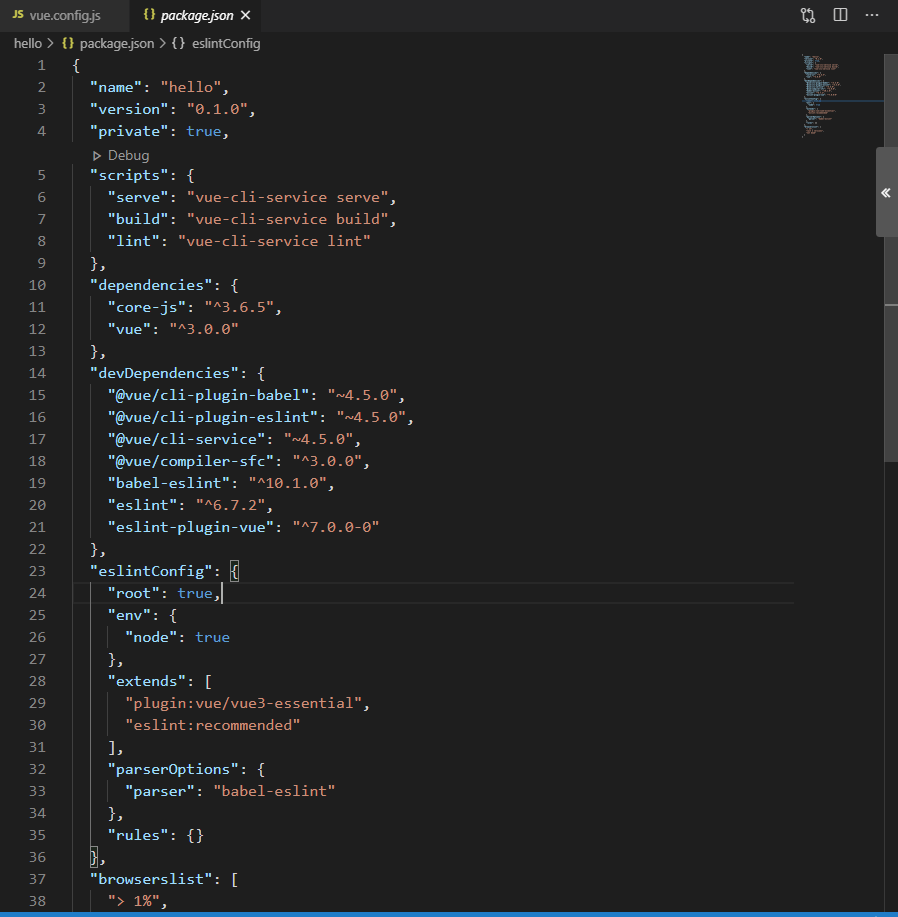 JS vue.config.js
{} package.json ×
hello > {} package.json > {} eslintConfig
1 {
2 "name": "hello",
3 "version": "0.1.0",
4 "private": true,
Debug
5 "scripts": {
6 "serve": "vue-cli-service serve",
7 "build": "vue-cli-service build",
8 "lint": "vue-cli-service lint"
9 },
10 "dependencies": {
11 "core-js": "^3.6.5",
12 "vue": "^3.0.0"
13 },
14 "devDependencies": {
15 "@vue/cli-plugin-babel": "~4.5.0",
16 "@vue/cli-plugin-eslint": "~4.5.0",
17 "@vue/cli-service": "~4.5.0",
18 "@vue/compiler-sfc": "^3.0.0",
19 "babel-eslint": "^10.1.0",
20 "eslint": "^6.7.2",
21 "eslint-plugin-vue": "^7.0.0-0"
22 },
23 "eslintConfig": {
24 "root": true,
25 "env": {
26 "node": true
27 },
28 "extends": [
29 "plugin:vue/vue3-essential",
30 "eslint:recommended"
31 ],
32 "parserOptions": {
33 "parser": "babel-eslint"
34 },
35 "rules": {}
36 },
37 "browserslist": [
38 "> 1%",